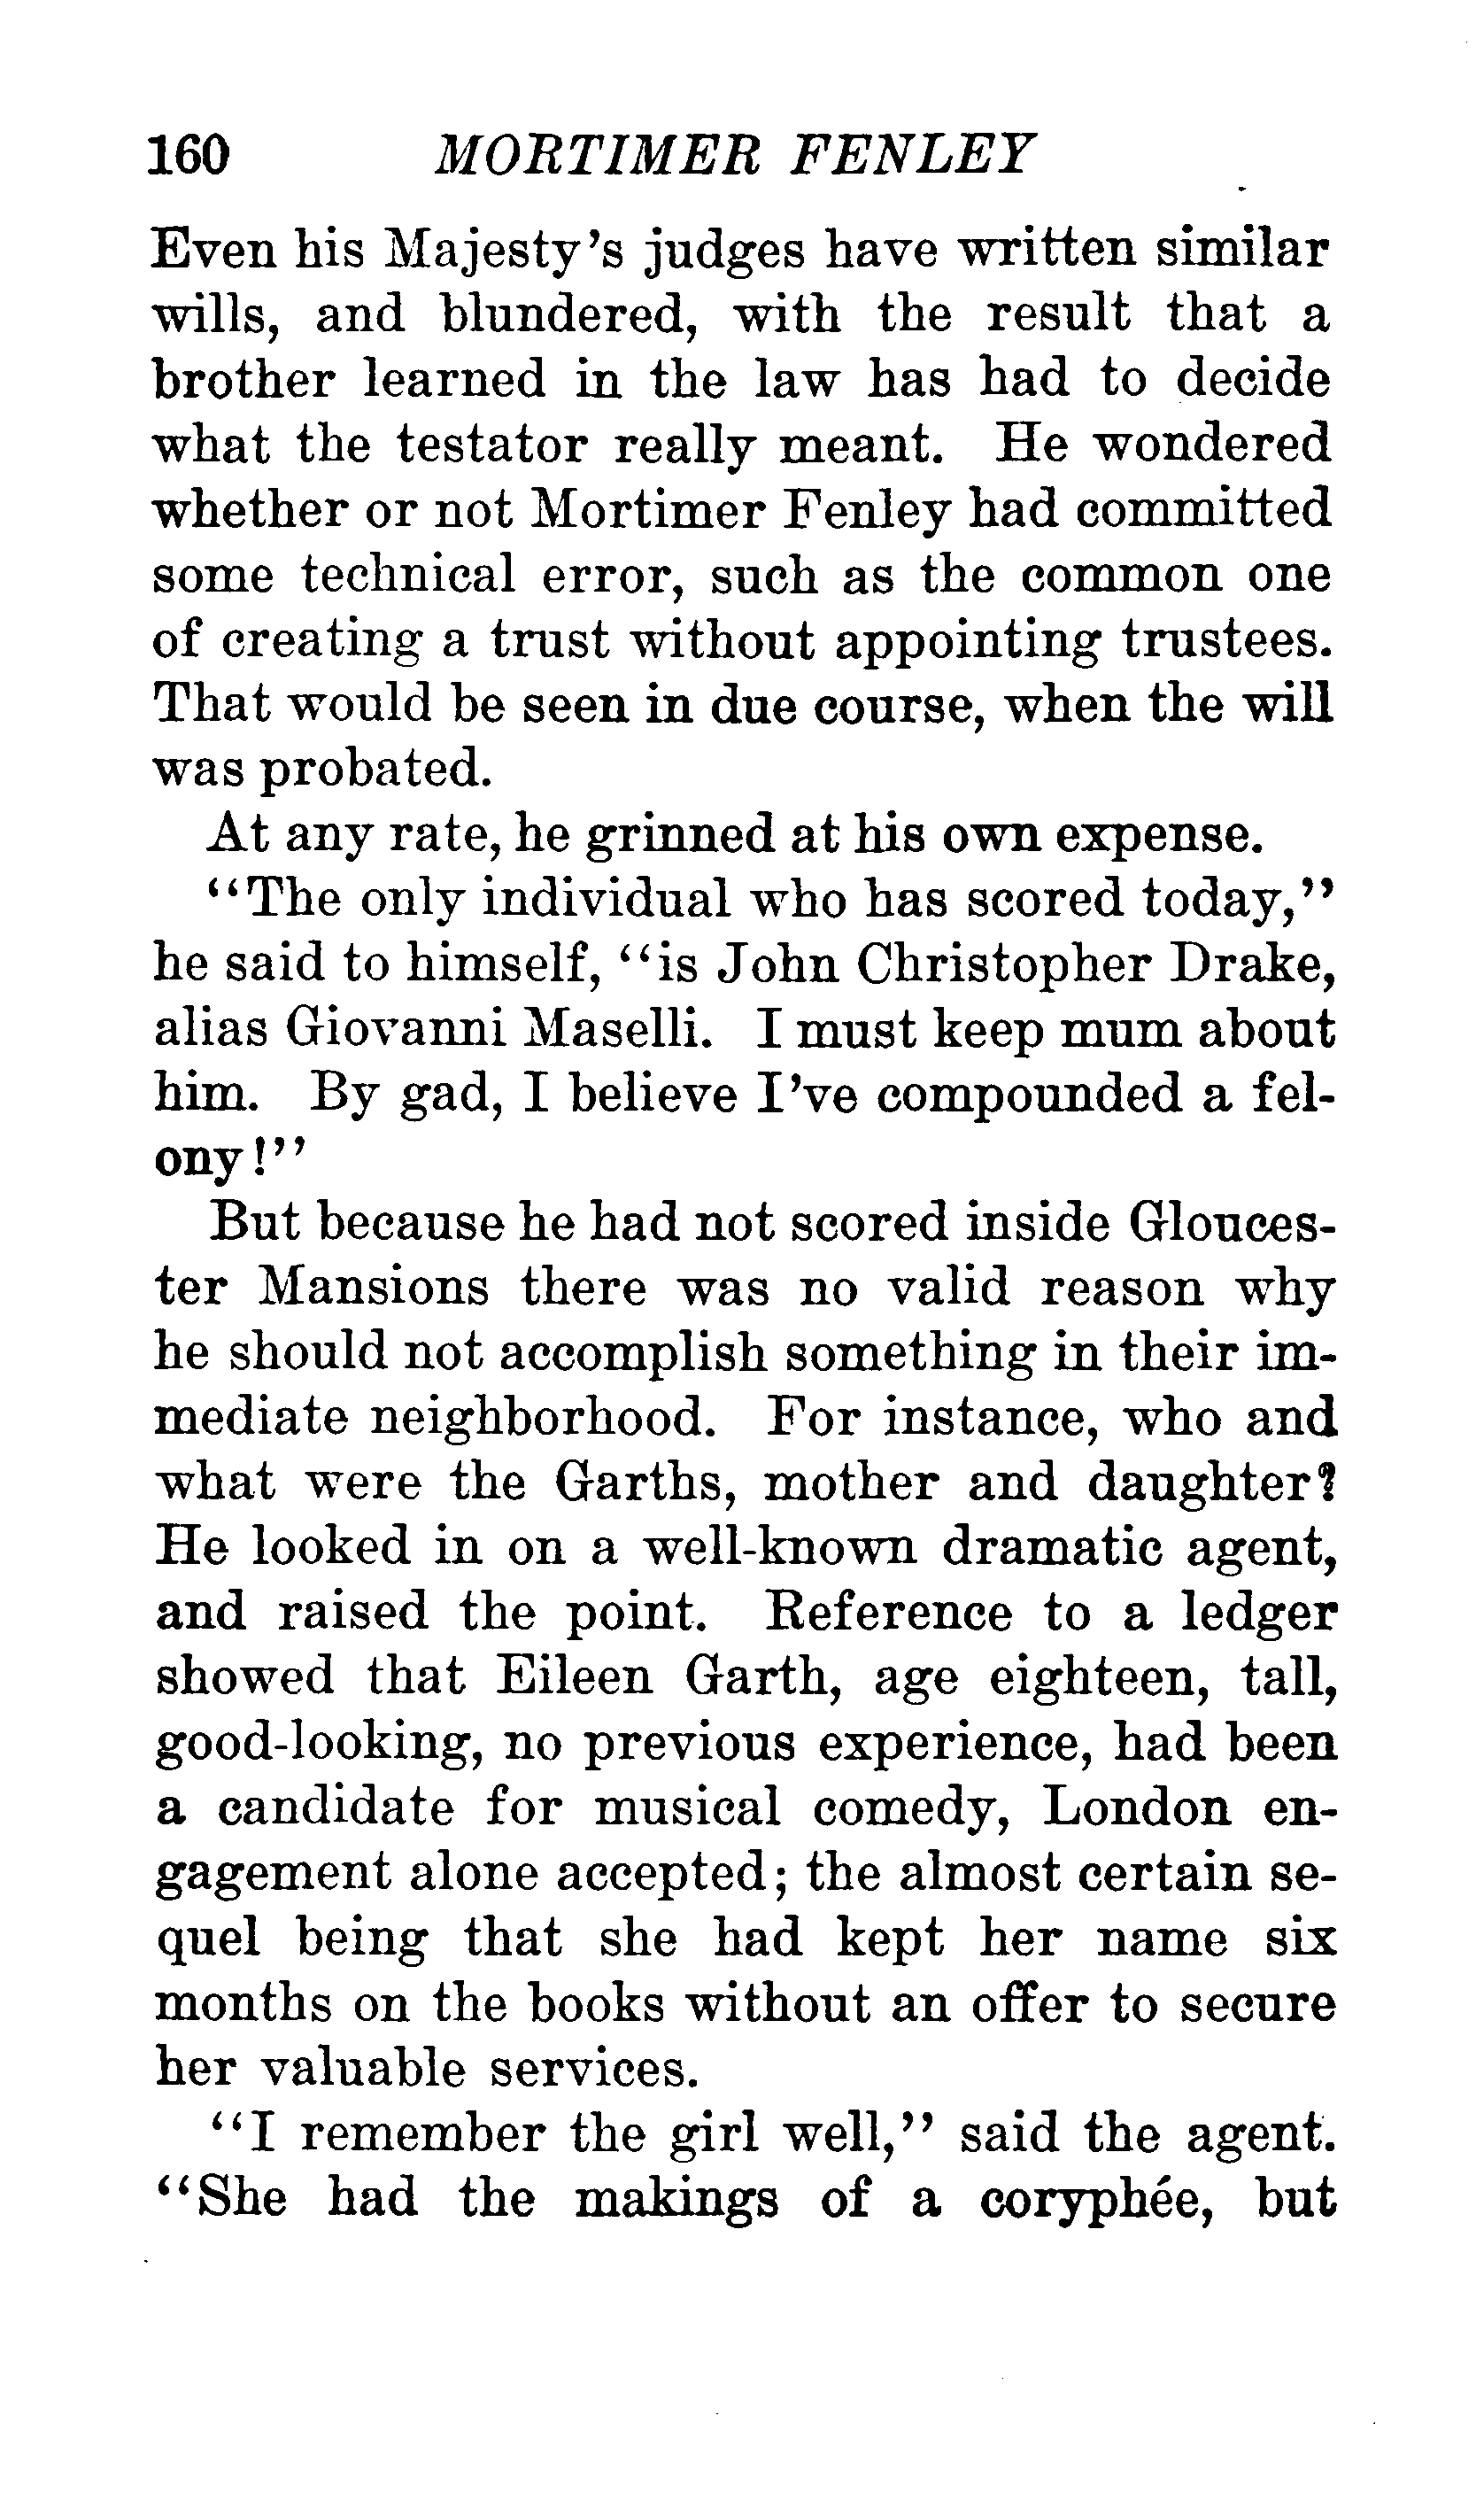 160 MORTIMER FENLEY
Even his Majesty's judges have written similar
wills, and blundered, with the result that a
brother learned in the law has had to decide
what the testator really meant. He wondered
whether or not Mortimer Fenley had committed
some technical error, such as the common one
of creating a trust without appointing trustees.
That would be seen in due course, when the will
was probated.
At any rate, he grinned at his own expense.
"The only individual who has scored today,"
he said to himself, "is John Christopher Drake,
alias Giovanni Maselli. I must keep mum about
him. By gad, I believe I've compounded a fel-
ony!"
But because he had not scored inside Glouces-
ter Mansions there was no valid reason why
he should not accomplish something in their im-
mediate neighborhood. For instance, who and
what were the Garths, mother and daughter?
He looked in on a well-known dramatic agent,
and raised the point. Reference to a ledger
showed that Eileen Garth, age eighteen, tall,
good-looking, no previous experience, had been
a candidate for musical comedy, London en-
gagement alone accepted; the almost certain se-
quel being that she had kept her name six
months on the books without an offer to secure
her valuable services.
"I remember the girl well," said the agent.
"She had the makings of a coryphée, but